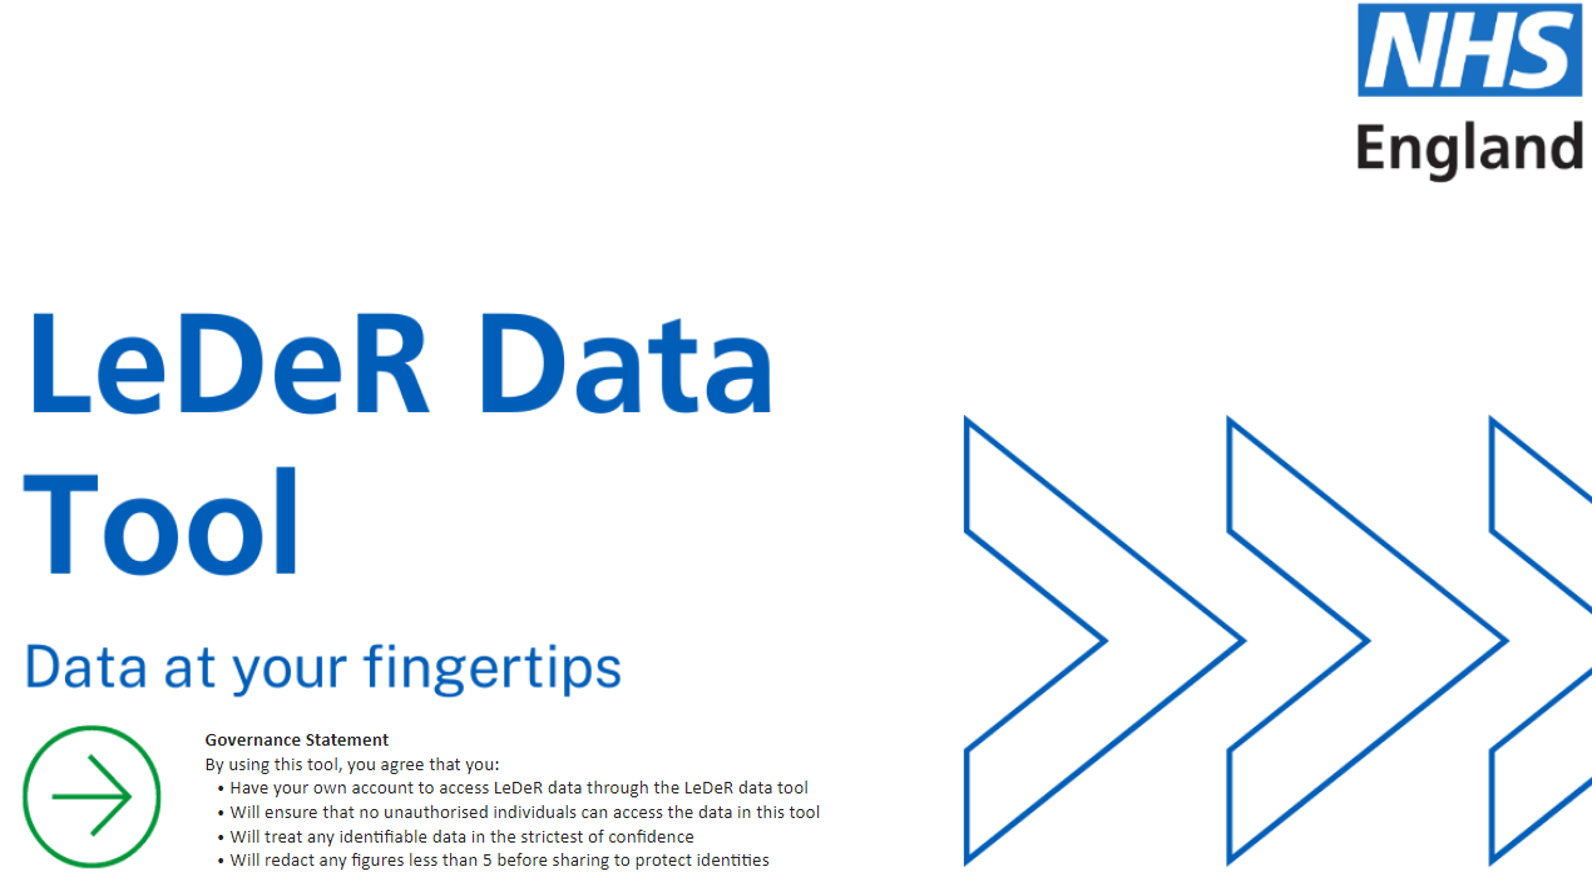 NHS
England
LeDeR Data
Tool
Data at your fingertips
Governance Statement
By using this tool, you agree that you:
• Have your own account to access LeDeR data through the LeDeR data tool
• Will ensure that no unauthorised individuals can access the data in this tool
• Will treat any identifiable data in the strictest of confidence
• Will redact any figures less than 5 before sharing to protect identities